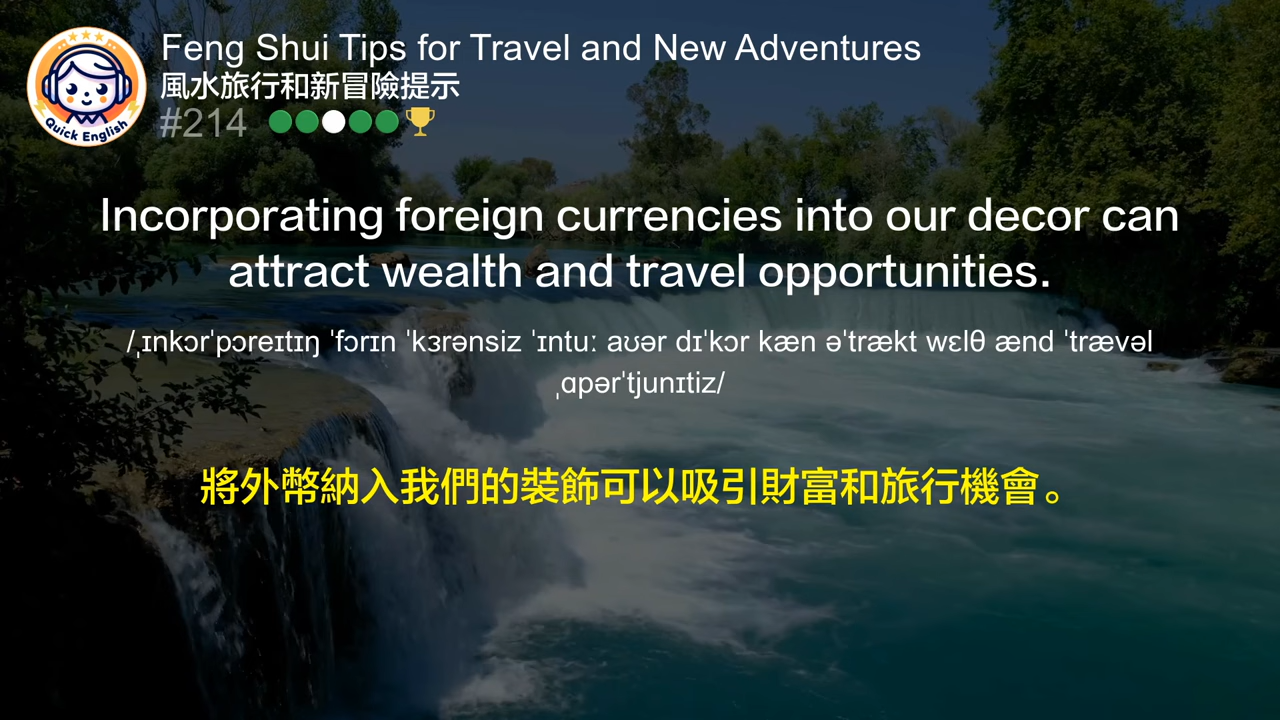 Feng Shui Tips for Travel and New Adventures
風水旅行和新冒險提示
#214
Quick English
Incorporating foreign currencies into our decor can
attract wealth and travel opportunities.
/ˌɪnkɔrˈpɔreɪtɪŋ ˈfɔrɪn ˈkɜrənsiz ˈɪntuː aʊər dɪˈkɔr kæn əˈtrækt wɛlθ ænd ˈtrævəl
ˌɑpərˈtjunɪtiz/
將外幣納入我們的裝飾可以吸引財富和旅行機會。